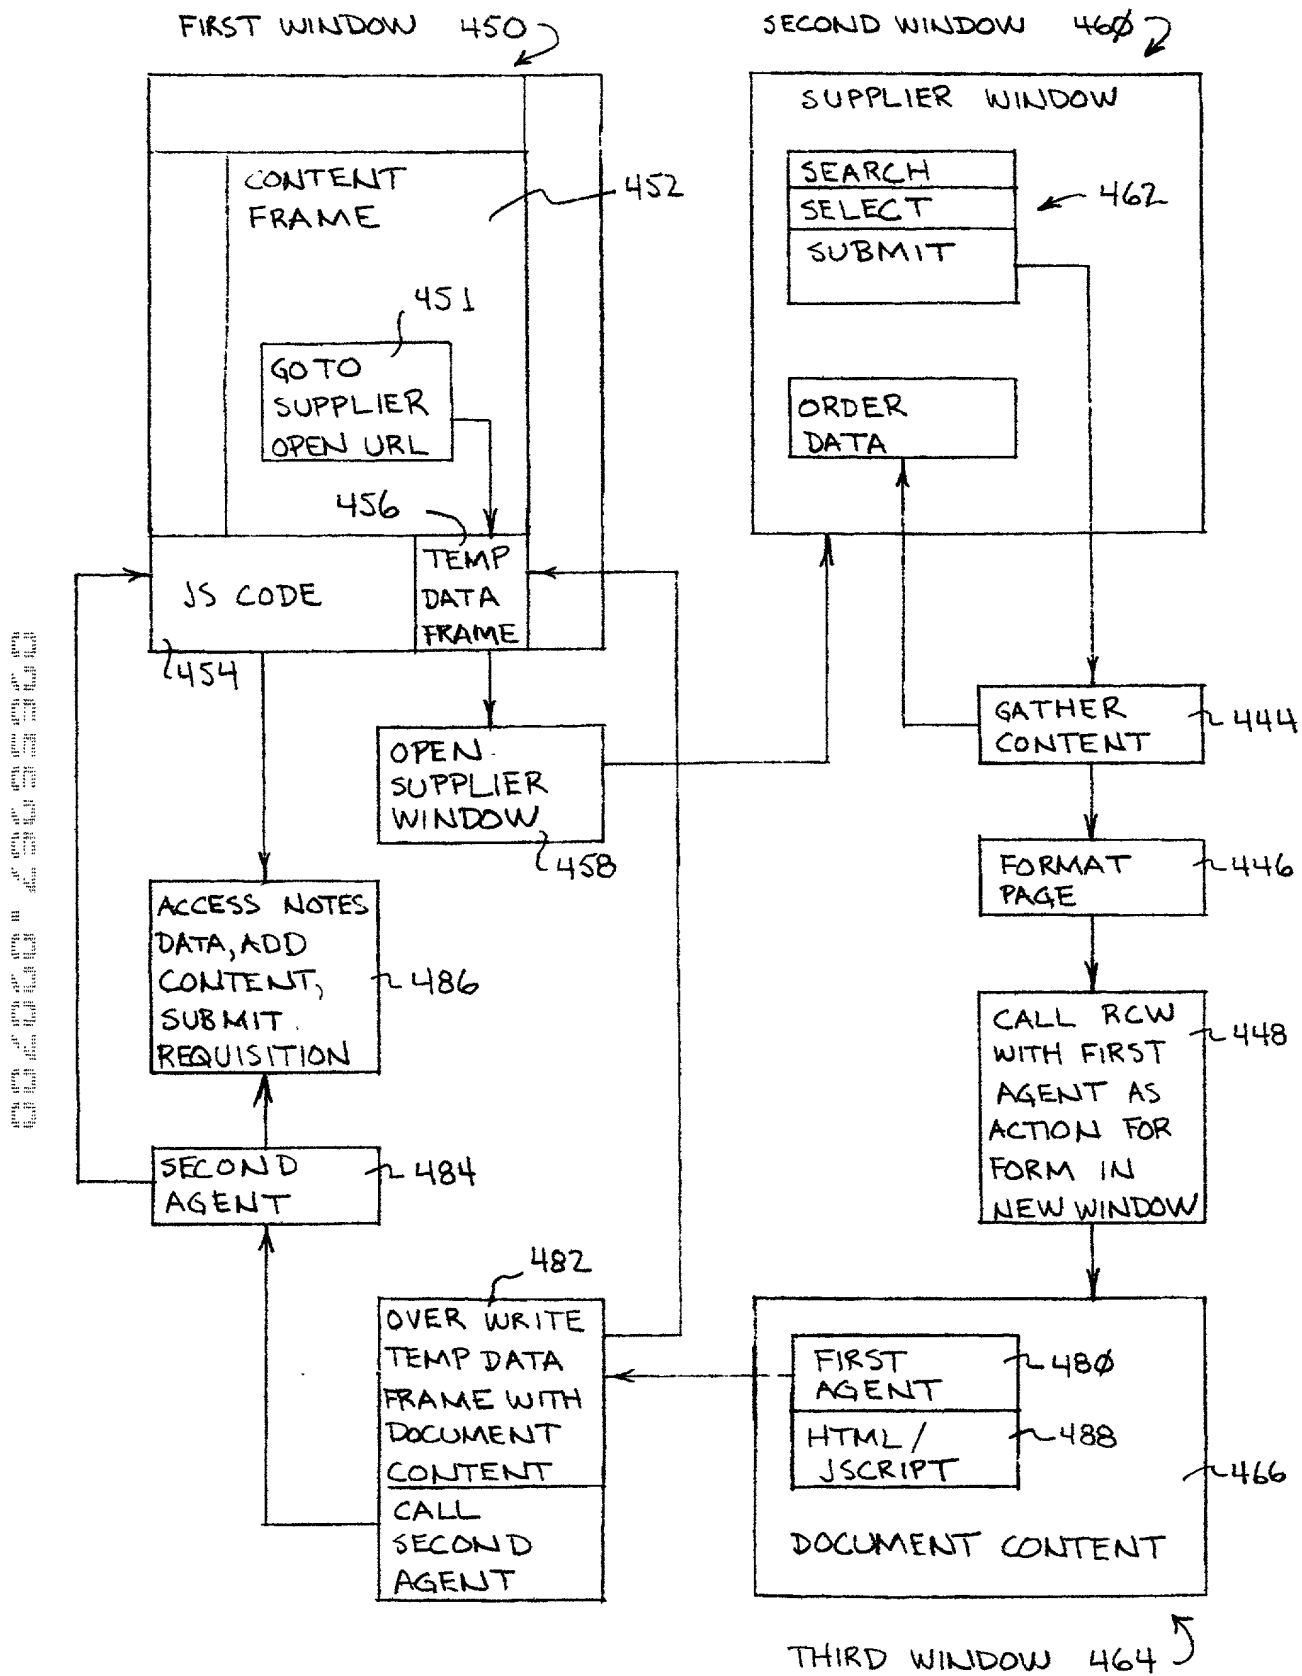 FIRST WINDOW 450
SECOND WINDOW 460
SUPPLIER WINDOW
CONTENT
FRAME
452
SEARCH
SELECT
SUBMIT
462
451
GO TO
SUPPLIER
OPEN URL
ORDER
DATA
456
JS CODE
TEMP
DATA
FRAME
454
OPEN
SUPPLIER
WINDOW
458
GATHER
CONTENT
444
FORMAT
PAGE
446
ACCESS NOTES
DATA, ADD
CONTENT,
SUBMIT
REQUISITION
486
CALL RCW
WITH FIRST
AGENT AS
ACTION FOR
FORM IN
NEW WINDOW
448
SECOND
AGENT
484
482
OVER WRITE
TEMP DATA
FRAME WITH
DOCUMENT
CONTENT
CALL
SECOND
AGENT
FIRST
AGENT
480
HTML/
JSCRIPT
488
466
DOCUMENT CONTENT
THIRD WINDOW 464